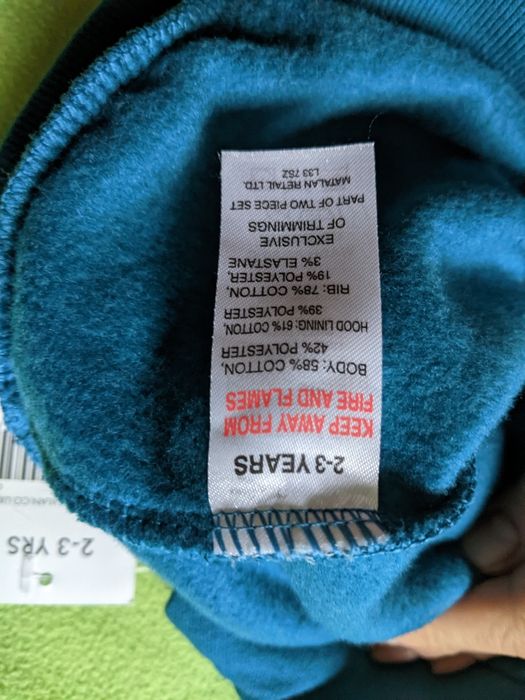 2-3 YEARS
KEEP AWAY FROM
FIRE AND FLAMES
BODY: 58% COTTON,
42% POLYESTER
HOOD LINING: 61% COTTON,
39% POLYESTER
RIB: 78% COTTON,
19% POLYESTER,
3% ELASTANE
EXCLUSIVE
OF TRIMMINGS
PART OF TWO PIECE SET
MATALAN RETAIL LTD.
L33 7SZ
2-3 YRS